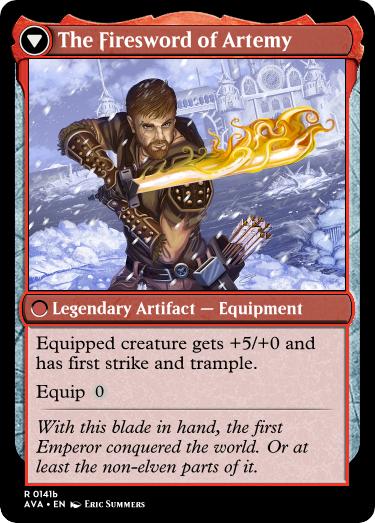 The Firesword of Artemy
Legendary Artifact — Equipment
Equipped creature gets +5/+0 and
has first strike and trample.
Equip 0
With this blade in hand, the first
Emperor conquered the world. Or at
least the non-elven parts of it.
R 0141b
AVA • EN Eric Summers